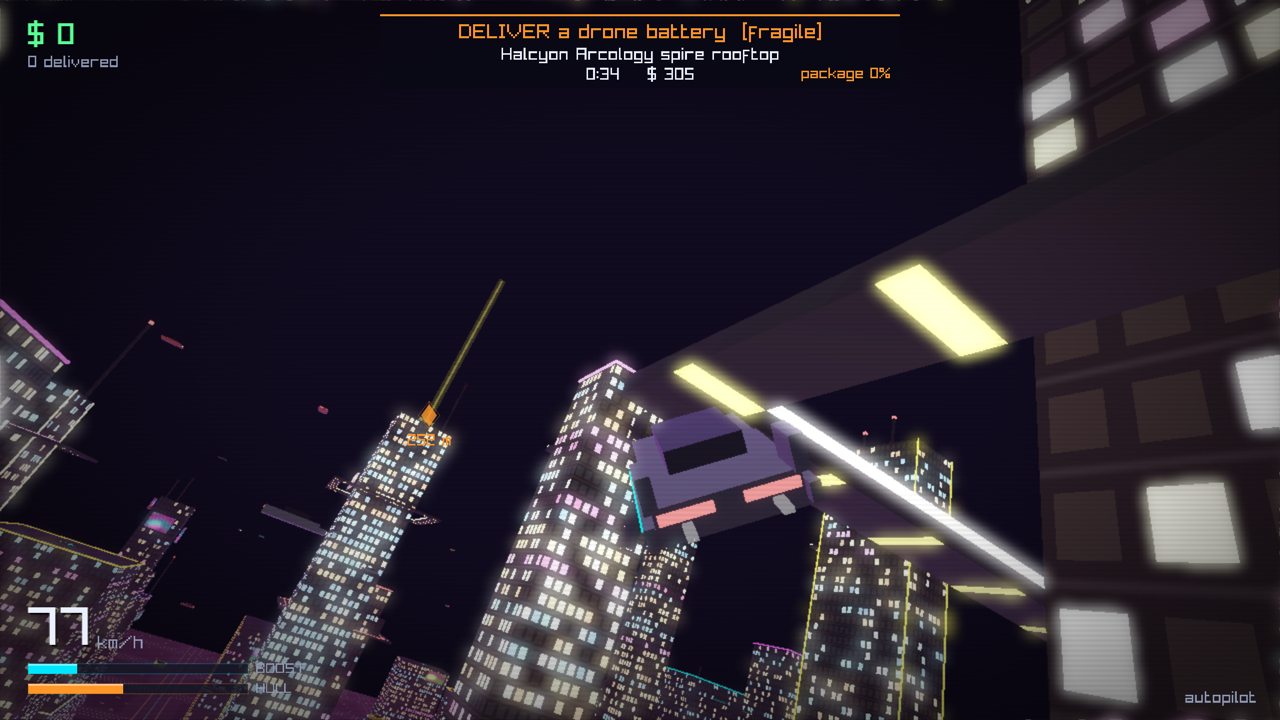 $ 0
0 delivered
DELIVER a drone battery [Fragile]
Halcyon Arcology spire rooftop
0:34 $ 305
package 0%
77 km/h
BOOST
HULL
autopilot